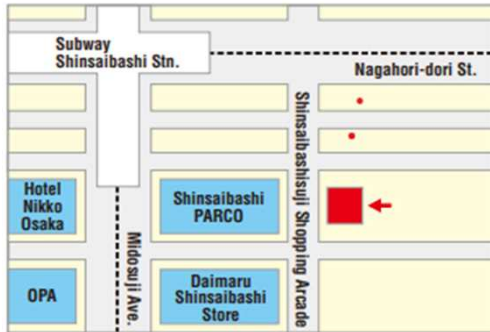 Subway
Shinsaibashi Stn.
Nagahori-dori St.
Shinsaibashisuji Shopping Arcade
Hotel
Nikko
Osaka
Shinsaibashi
PARCO
Midosuji Ave.
OPA
Daimaru
Shinsaibashi
Store